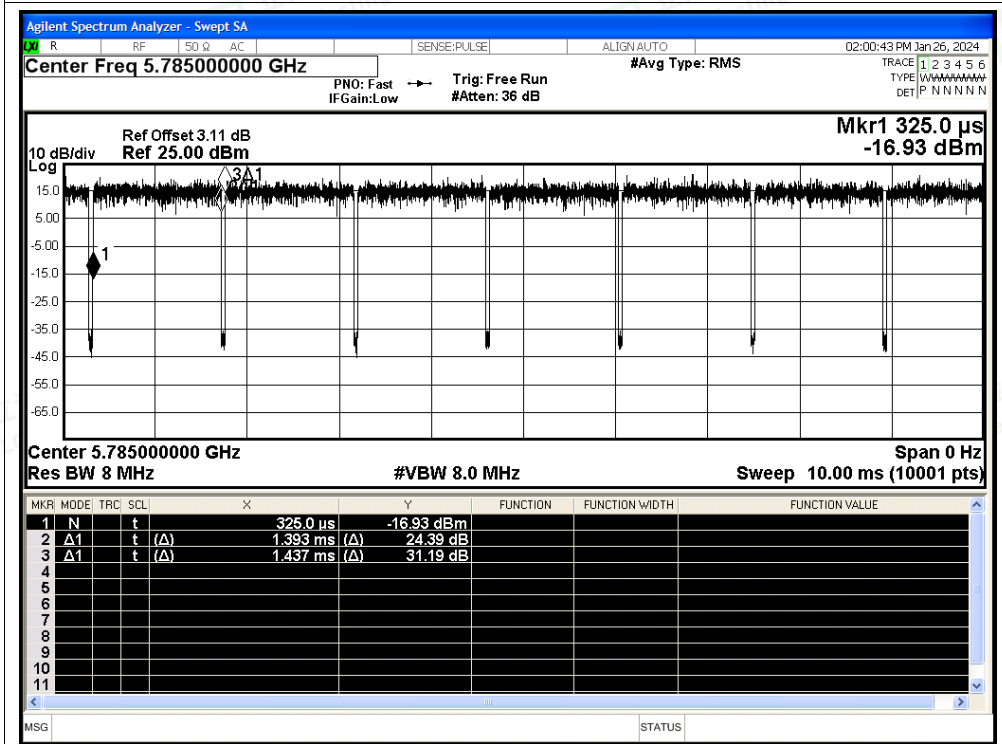 Agilent Spectrum Analyzer - Swept SA
LXI R RF 50 Ω AC SENSE:PULSE ALIGN AUTO 02:00:43 PM Jan 26, 2024
Center Freq 5.785000000 GHz #Avg Type: RMS TRACE 1 2 3 4 5 6
PNO: Fast Trig: Free Run TYPE W
IFGain:Low #Atten: 36 dB DET P N N N N N
Mkr1 325.0 µs
Ref Offset 3.11 dB
10 dB/div Ref 25.00 dBm -16.93 dBm
Log
3Δ1
15.0
5.00
-5.00
1
-15.0
-25.0
-35.0
-45.0
-55.0
-65.0
Center 5.785000000 GHz Span 0 Hz
Res BW 8 MHz #VBW 8.0 MHz Sweep 10.00 ms (10001 pts)
MKR MODE TRC SCL X Y FUNCTION FUNCTION WIDTH FUNCTION VALUE
1 N t 325.0 µs -16.93 dBm
2 Δ1 t (Δ) 1.393 ms (Δ) 24.39 dB
3 Δ1 t (Δ) 1.437 ms (Δ) 31.19 dB
4
5
6
7
8
9
10
11
MSG STATUS